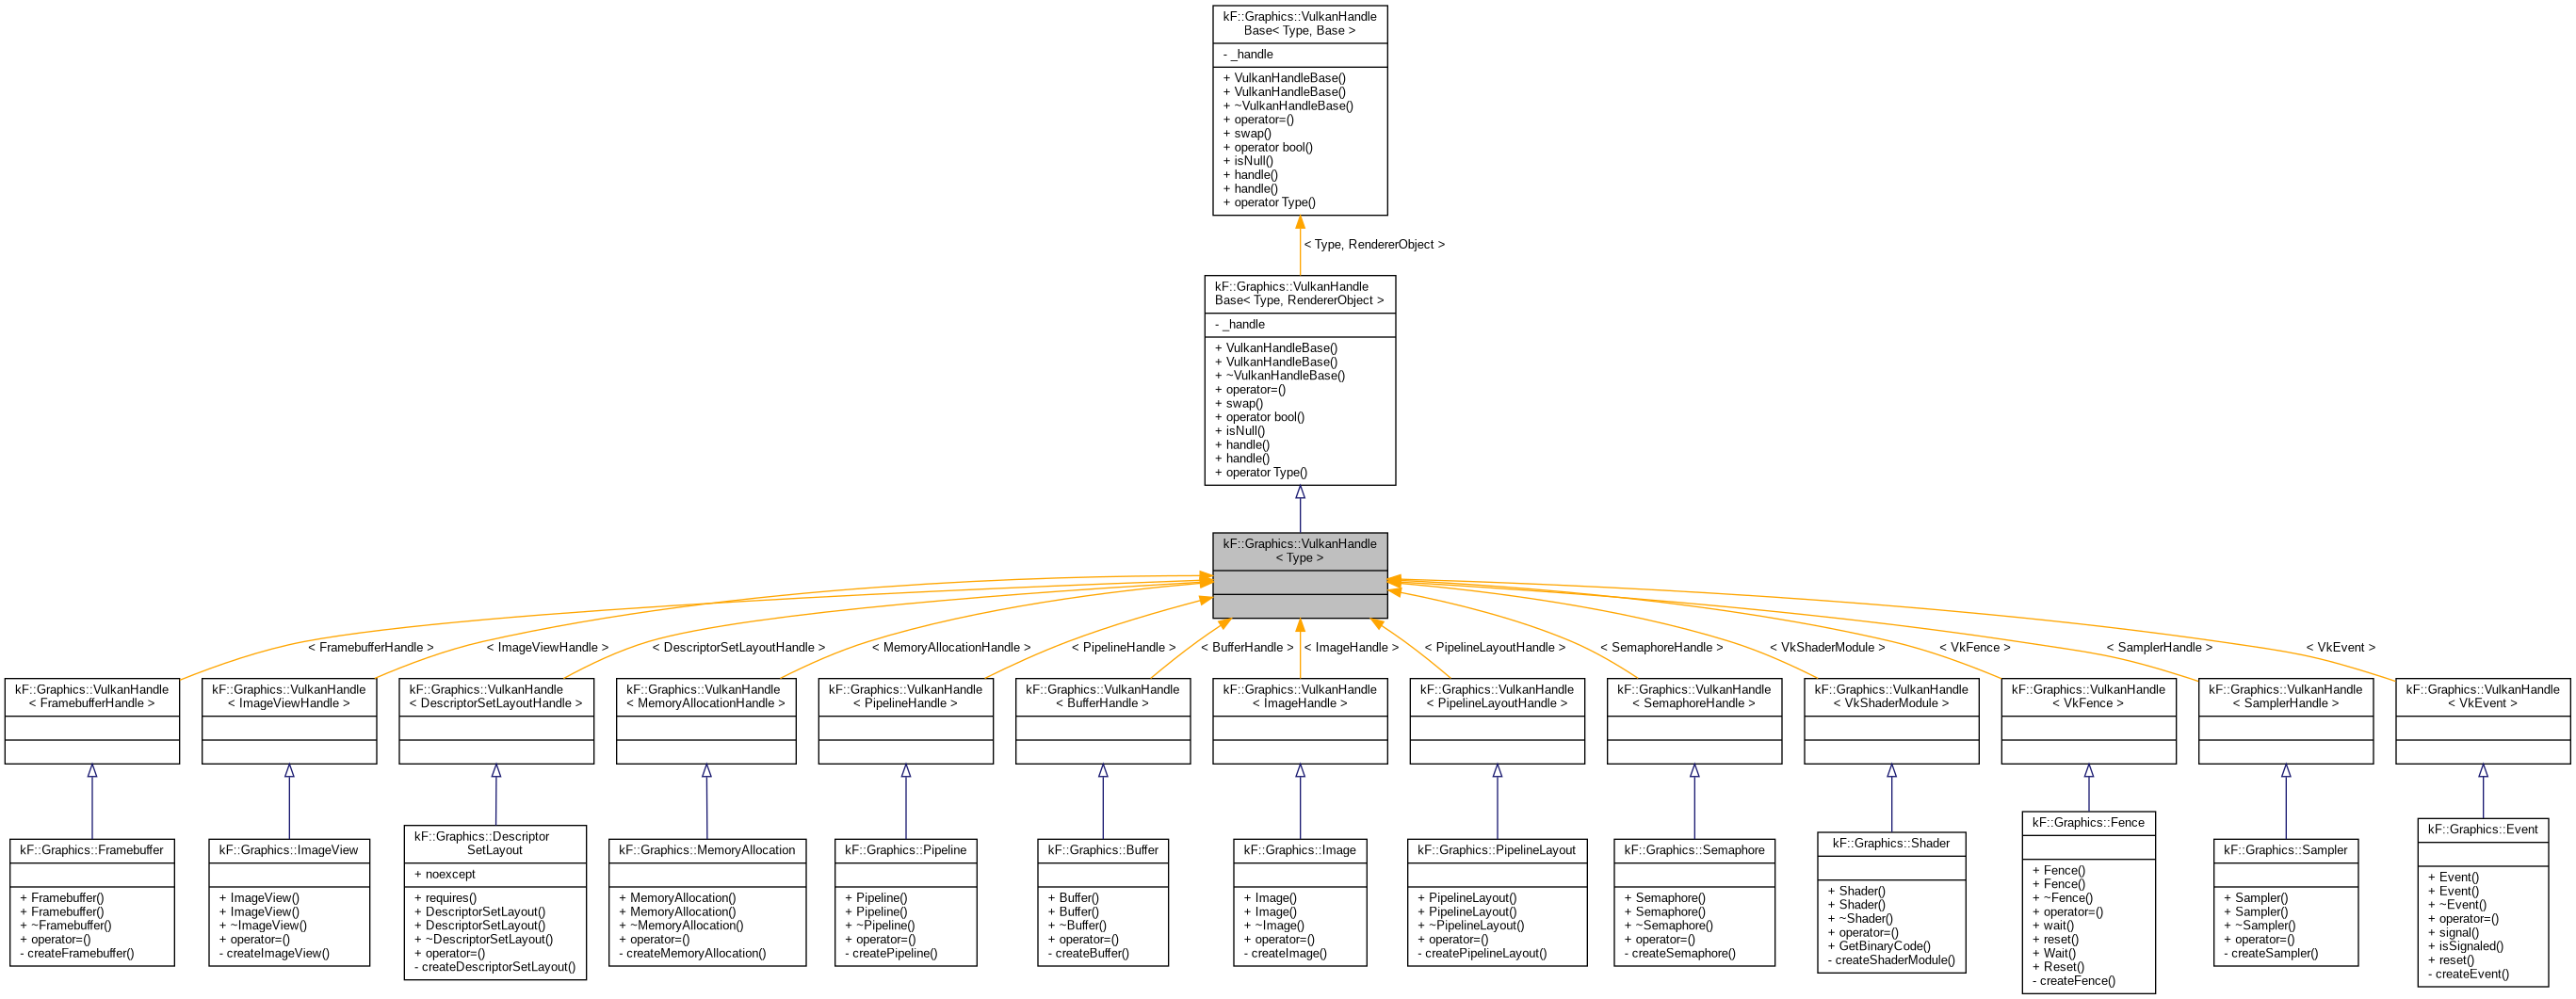 kF::Graphics::VulkanHandle
Base< Type, Base >
- _handle
+ VulkanHandleBase()
+ VulkanHandleBase()
+ ~VulkanHandleBase()
+ operator=()
+ swap()
+ operator bool()
+ isNull()
+ handle()
+ handle()
+ operator Type()
< Type, RendererObject >
kF::Graphics::VulkanHandle
Base< Type, RendererObject >
- _handle
+ VulkanHandleBase()
+ VulkanHandleBase()
+ ~VulkanHandleBase()
+ operator=()
+ swap()
+ operator bool()
+ isNull()
+ handle()
+ handle()
+ operator Type()
kF::Graphics::VulkanHandle
< Type >
< FramebufferHandle >
< ImageViewHandle >
< DescriptorSetLayoutHandle >
< MemoryAllocationHandle >
< PipelineHandle >
< BufferHandle >
< ImageHandle >
< PipelineLayoutHandle >
< SemaphoreHandle >
< VkShaderModule >
< VkFence >
< SamplerHandle >
< VkEvent >
kF::Graphics::VulkanHandle
< FramebufferHandle >
kF::Graphics::VulkanHandle
< ImageViewHandle >
kF::Graphics::VulkanHandle
< DescriptorSetLayoutHandle >
kF::Graphics::VulkanHandle
< MemoryAllocationHandle >
kF::Graphics::VulkanHandle
< PipelineHandle >
kF::Graphics::VulkanHandle
< BufferHandle >
kF::Graphics::VulkanHandle
< ImageHandle >
kF::Graphics::VulkanHandle
< PipelineLayoutHandle >
kF::Graphics::VulkanHandle
< SemaphoreHandle >
kF::Graphics::VulkanHandle
< VkShaderModule >
kF::Graphics::VulkanHandle
< VkFence >
kF::Graphics::VulkanHandle
< SamplerHandle >
kF::Graphics::VulkanHandle
< VkEvent >
kF::Graphics::Framebuffer
+ Framebuffer()
+ Framebuffer()
+ ~Framebuffer()
+ operator=()
- createFramebuffer()
kF::Graphics::ImageView
+ ImageView()
+ ImageView()
+ ~ImageView()
+ operator=()
- createImageView()
kF::Graphics::Descriptor
SetLayout
+ noexcept
+ requires()
+ DescriptorSetLayout()
+ DescriptorSetLayout()
+ ~DescriptorSetLayout()
+ operator=()
- createDescriptorSetLayout()
kF::Graphics::MemoryAllocation
+ MemoryAllocation()
+ MemoryAllocation()
+ ~MemoryAllocation()
+ operator=()
- createMemoryAllocation()
kF::Graphics::Pipeline
+ Pipeline()
+ Pipeline()
+ ~Pipeline()
+ operator=()
- createPipeline()
kF::Graphics::Buffer
+ Buffer()
+ Buffer()
+ ~Buffer()
+ operator=()
- createBuffer()
kF::Graphics::Image
+ Image()
+ Image()
+ ~Image()
+ operator=()
- createImage()
kF::Graphics::PipelineLayout
+ PipelineLayout()
+ PipelineLayout()
+ ~PipelineLayout()
+ operator=()
- createPipelineLayout()
kF::Graphics::Semaphore
+ Semaphore()
+ Semaphore()
+ ~Semaphore()
+ operator=()
- createSemaphore()
kF::Graphics::Shader
+ Shader()
+ Shader()
+ ~Shader()
+ operator=()
+ GetBinaryCode()
- createShaderModule()
kF::Graphics::Fence
+ Fence()
+ Fence()
+ ~Fence()
+ operator=()
+ wait()
+ reset()
+ Wait()
+ Reset()
- createFence()
kF::Graphics::Sampler
+ Sampler()
+ Sampler()
+ ~Sampler()
+ operator=()
- createSampler()
kF::Graphics::Event
+ Event()
+ Event()
+ ~Event()
+ operator=()
+ signal()
+ isSignaled()
+ reset()
- createEvent()